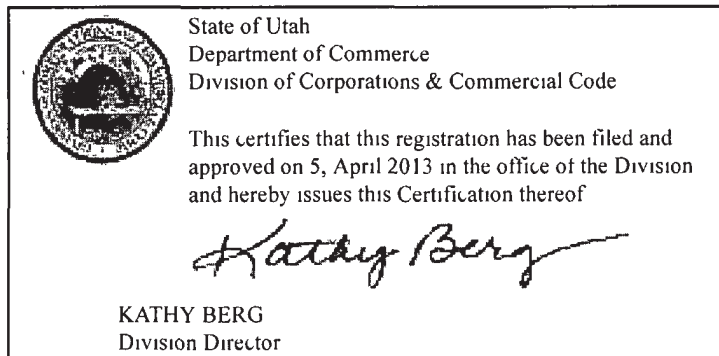 State of Utah
Department of Commerce
Division of Corporations & Commercial Code
This certifies that this registration has been filed and
approved on 5, April 2013 in the office of the Division
and hereby issues this Certification thereof
Kathy Berg
KATHY BERG
Division Director